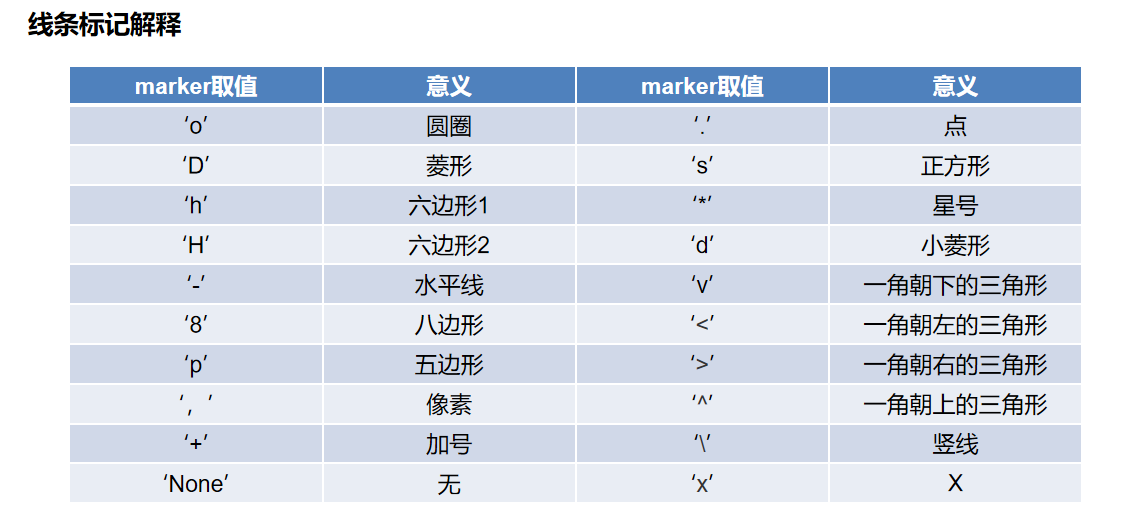 线条标记解释
marker取值 意义 marker取值 意义
‘o’ 圆圈 ‘.’ 点
‘D’ 菱形 ‘s’ 正方形
‘h’ 六边形1 ‘*’ 星号
‘H’ 六边形2 ‘d’ 小菱形
‘-’ 水平线 ‘v’ 一角朝下的三角形
‘8’ 八边形 ‘<’ 一角朝左的三角形
‘p’ 五边形 ‘>’ 一角朝右的三角形
‘，’ 像素 ‘^’ 一角朝上的三角形
‘+’ 加号 ‘\’ 竖线
‘None’ 无 ‘x’ X